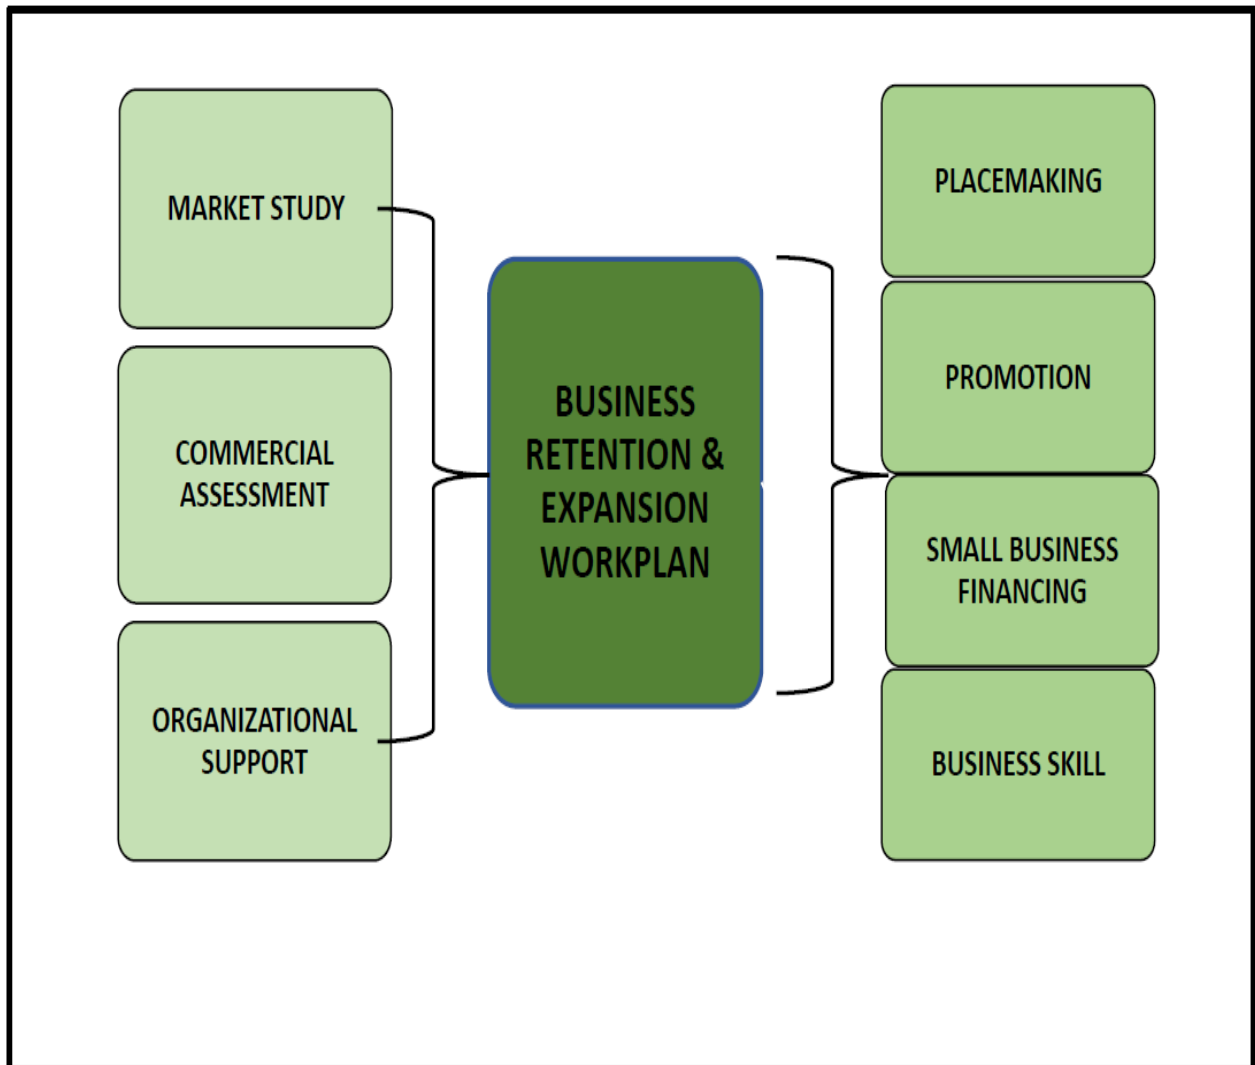 MARKET STUDY
COMMERCIAL
ASSESSMENT
ORGANIZATIONAL
SUPPORT
BUSINESS
RETENTION &
EXPANSION
WORKPLAN
PLACEMAKING
PROMOTION
SMALL BUSINESS
FINANCING
BUSINESS SKILL